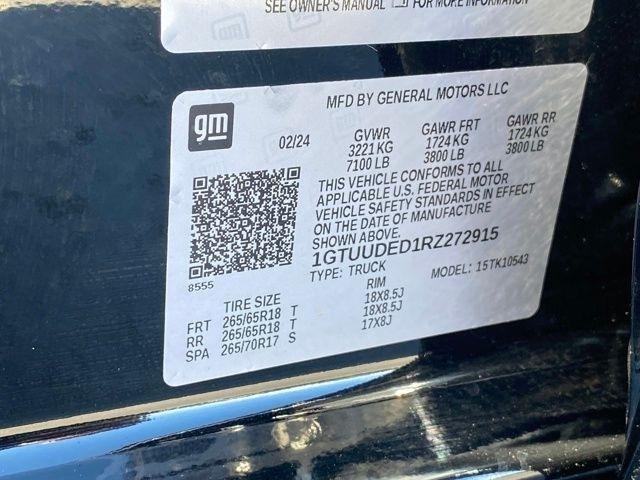 SEE OWNER'S MANUAL FOR MORE INFORMATION
gm
MFD BY GENERAL MOTORS LLC
02/24 GVWR GAWR FRT GAWR RR
3221 KG 1724 KG 1724 KG
7100 LB 3800 LB 3800 LB
THIS VEHICLE CONFORMS TO ALL
APPLICABLE U.S. FEDERAL MOTOR
VEHICLE SAFETY STANDARDS IN EFFECT
ON THE DATE OF MANUFACTURE
SHOWN ABOVE.
1GTUUDED1RZ272915
TYPE: TRUCK MODEL: 15TK10543
8555
TIRE SIZE RIM
FRT 265/65R18 T 18X8.5J
RR 265/65R18 T 18X8.5J
SPA 265/70R17 S 17X8J